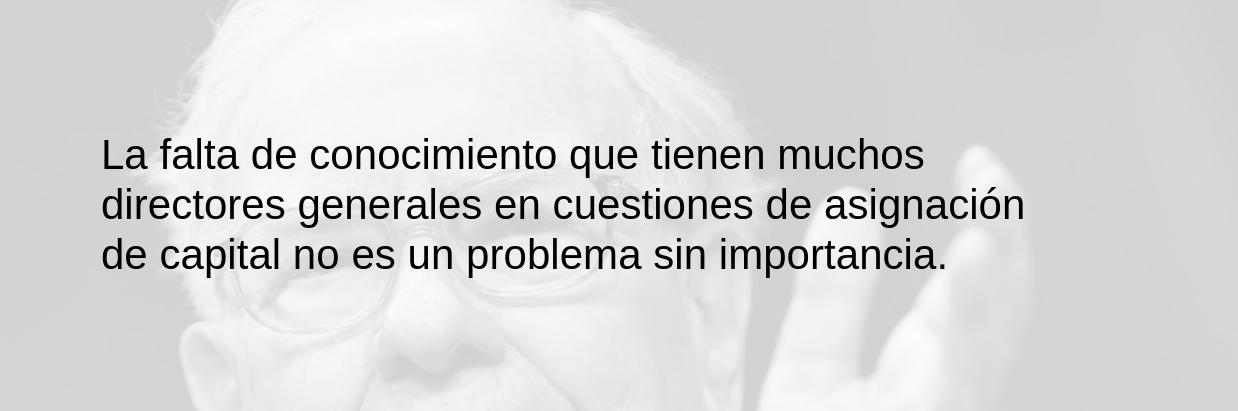 La falta de conocimiento que tienen muchos
directores generales en cuestiones de asignación
de capital no es un problema sin importancia.